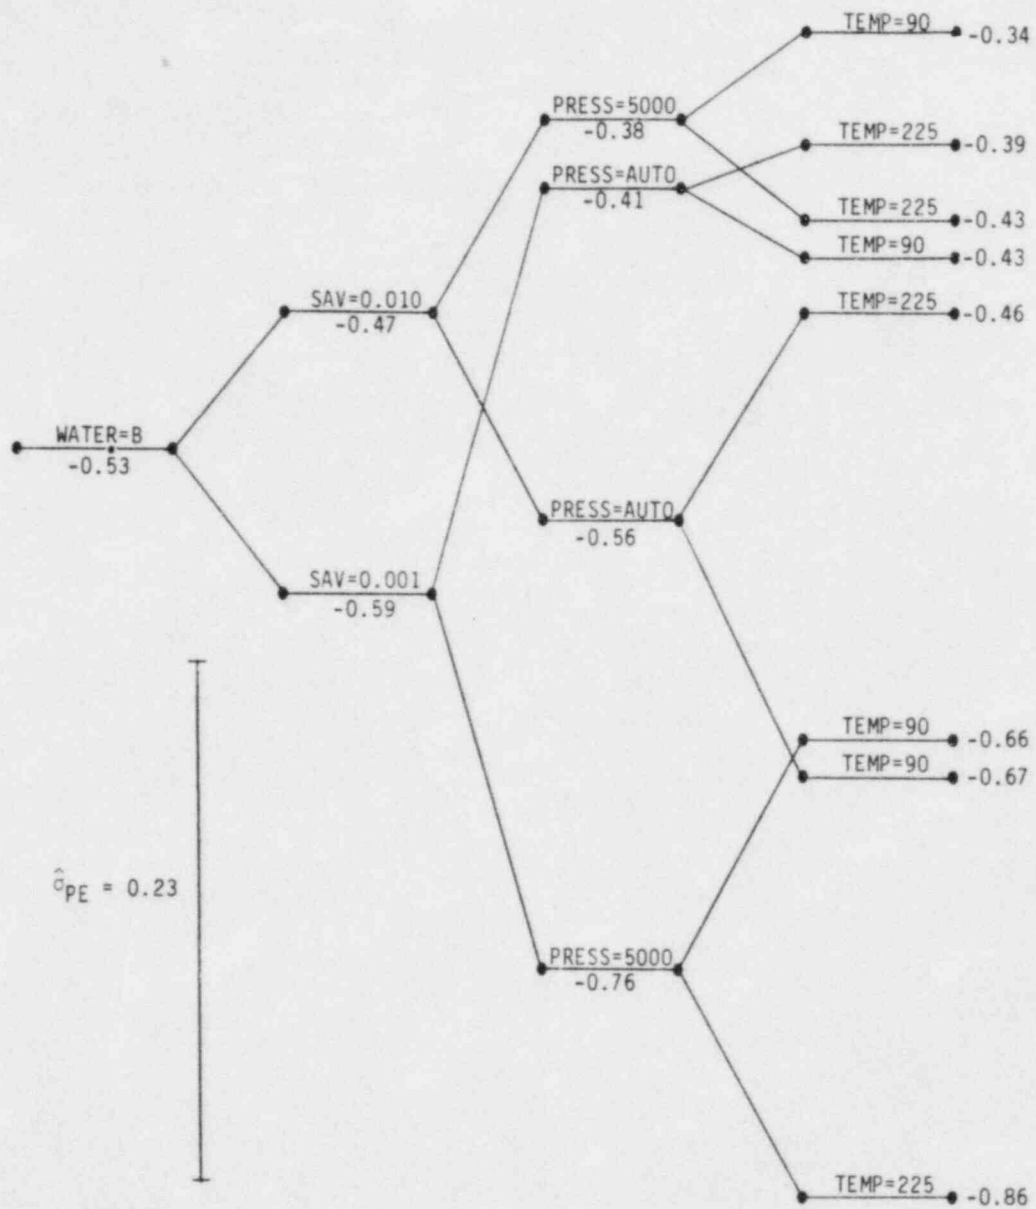 TEMP=90
-0.34
PRESS=5000
-0.38
TEMP=225
-0.39
PRESS=AUTO
-0.41
TEMP=225
-0.43
TEMP=90
-0.43
SAV=0.010
-0.47
TEMP=225
-0.46
WATER=B
-0.53
PRESS=AUTO
-0.56
SAV=0.001
-0.59
TEMP=90
-0.66
TEMP=90
-0.67
σ̂PE = 0.23
PRESS=5000
-0.76
TEMP=225
-0.86